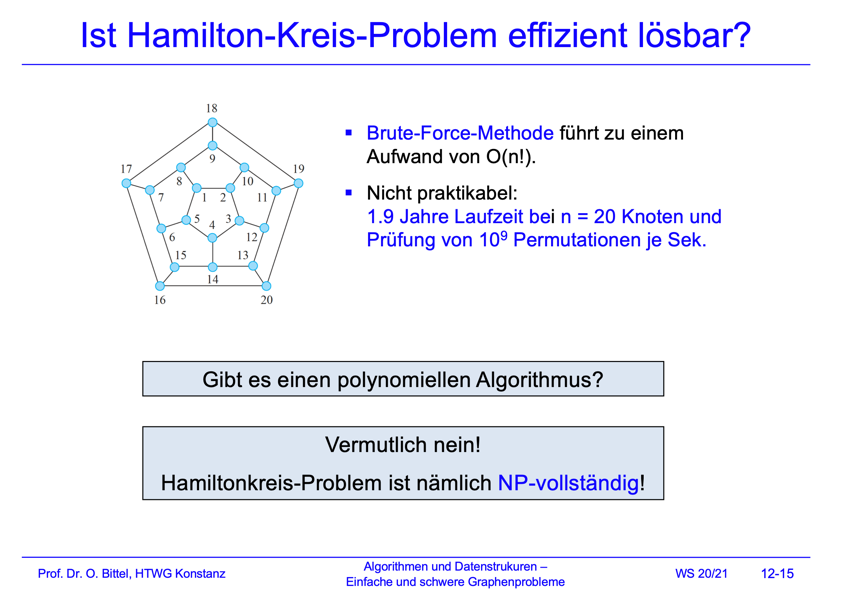 Ist Hamilton-Kreis-Problem effizient lösbar?
18
9
17
19
8
10
7
11
1
2
5
4
3
6
12
15
13
14
16
20
▪ Brute-Force-Methode führt zu einem
Aufwand von O(n!).
▪ Nicht praktikabel:
1.9 Jahre Laufzeit bei n = 20 Knoten und
Prüfung von 10⁹ Permutationen je Sek.
Gibt es einen polynomiellen Algorithmus?
Vermutlich nein!
Hamiltonkreis-Problem ist nämlich NP-vollständig!
Prof. Dr. O. Bittel, HTWG Konstanz
Algorithmen und Datenstrukuren –
Einfache und schwere Graphenprobleme
WS 20/21
12-15